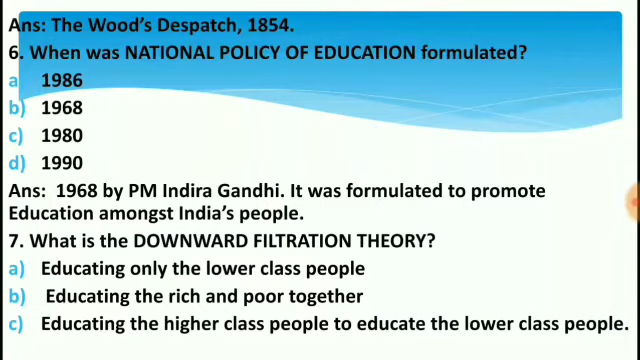 Ans: The Wood's Despatch, 1854.
6. When was NATIONAL POLICY OF EDUCATION formulated?
a 1986
b) 1968
c) 1980
d) 1990
Ans: 1968 by PM Indira Gandhi. It was formulated to promote
Education amongst India's people.
7. What is the DOWNWARD FILTRATION THEORY?
a) Educating only the lower class people
b) Educating the rich and poor together
c) Educating the higher class people to educate the lower class people.